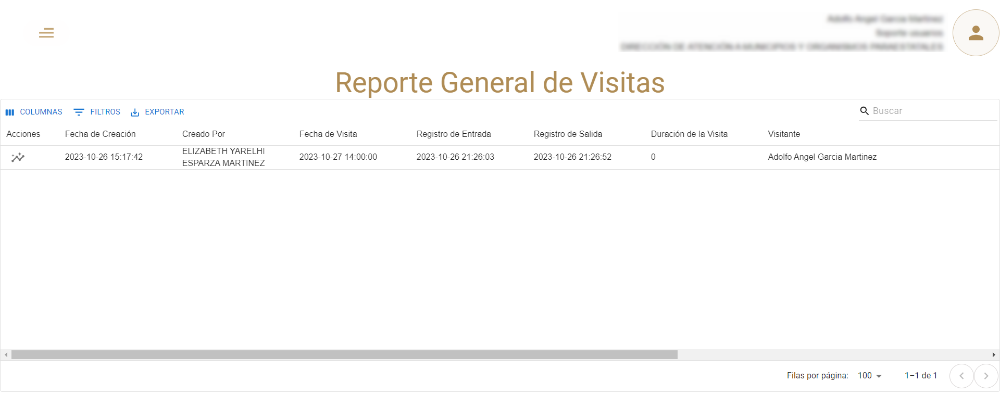 Reporte General de Visitas
COLUMNAS FILTROS EXPORTAR Buscar
Acciones Fecha de Creación Creado Por Fecha de Visita Registro de Entrada Registro de Salida Duración de la Visita Visitante
2023-10-26 15:17:42 ELIZABETH YARELHI ESPARZA MARTINEZ 2023-10-27 14:00:00 2023-10-26 21:26:03 2023-10-26 21:26:52 0 Adolfo Angel Garcia Martinez
Filas por página: 100 1–1 de 1